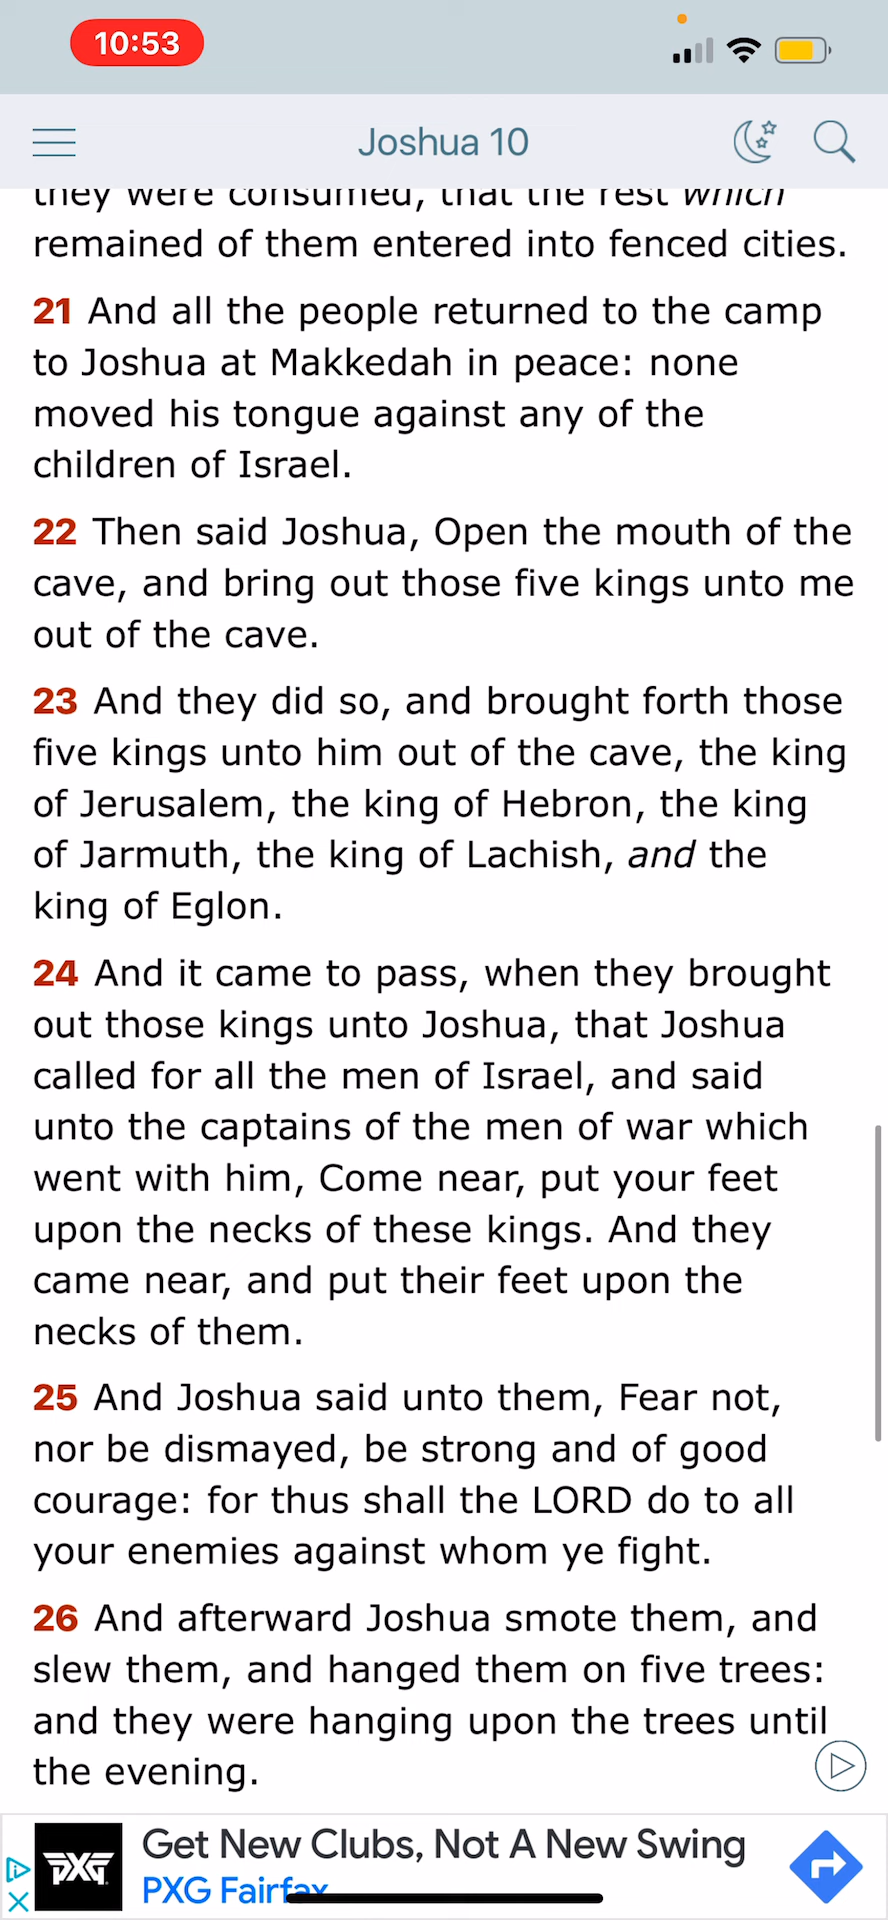 10:53
Joshua 10
they were consumed, that the rest which
remained of them entered into fenced cities.
21 And all the people returned to the camp
to Joshua at Makkedah in peace: none
moved his tongue against any of the
children of Israel.
22 Then said Joshua, Open the mouth of the
cave, and bring out those five kings unto me
out of the cave.
23 And they did so, and brought forth those
five kings unto him out of the cave, the king
of Jerusalem, the king of Hebron, the king
of Jarmuth, the king of Lachish, and the
king of Eglon.
24 And it came to pass, when they brought
out those kings unto Joshua, that Joshua
called for all the men of Israel, and said
unto the captains of the men of war which
went with him, Come near, put your feet
upon the necks of these kings. And they
came near, and put their feet upon the
necks of them.
25 And Joshua said unto them, Fear not,
nor be dismayed, be strong and of good
courage: for thus shall the LORD do to all
your enemies against whom ye fight.
26 And afterward Joshua smote them, and
slew them, and hanged them on five trees:
and they were hanging upon the trees until
the evening.
PXG
Get New Clubs, Not A New Swing
PXG Fairfax